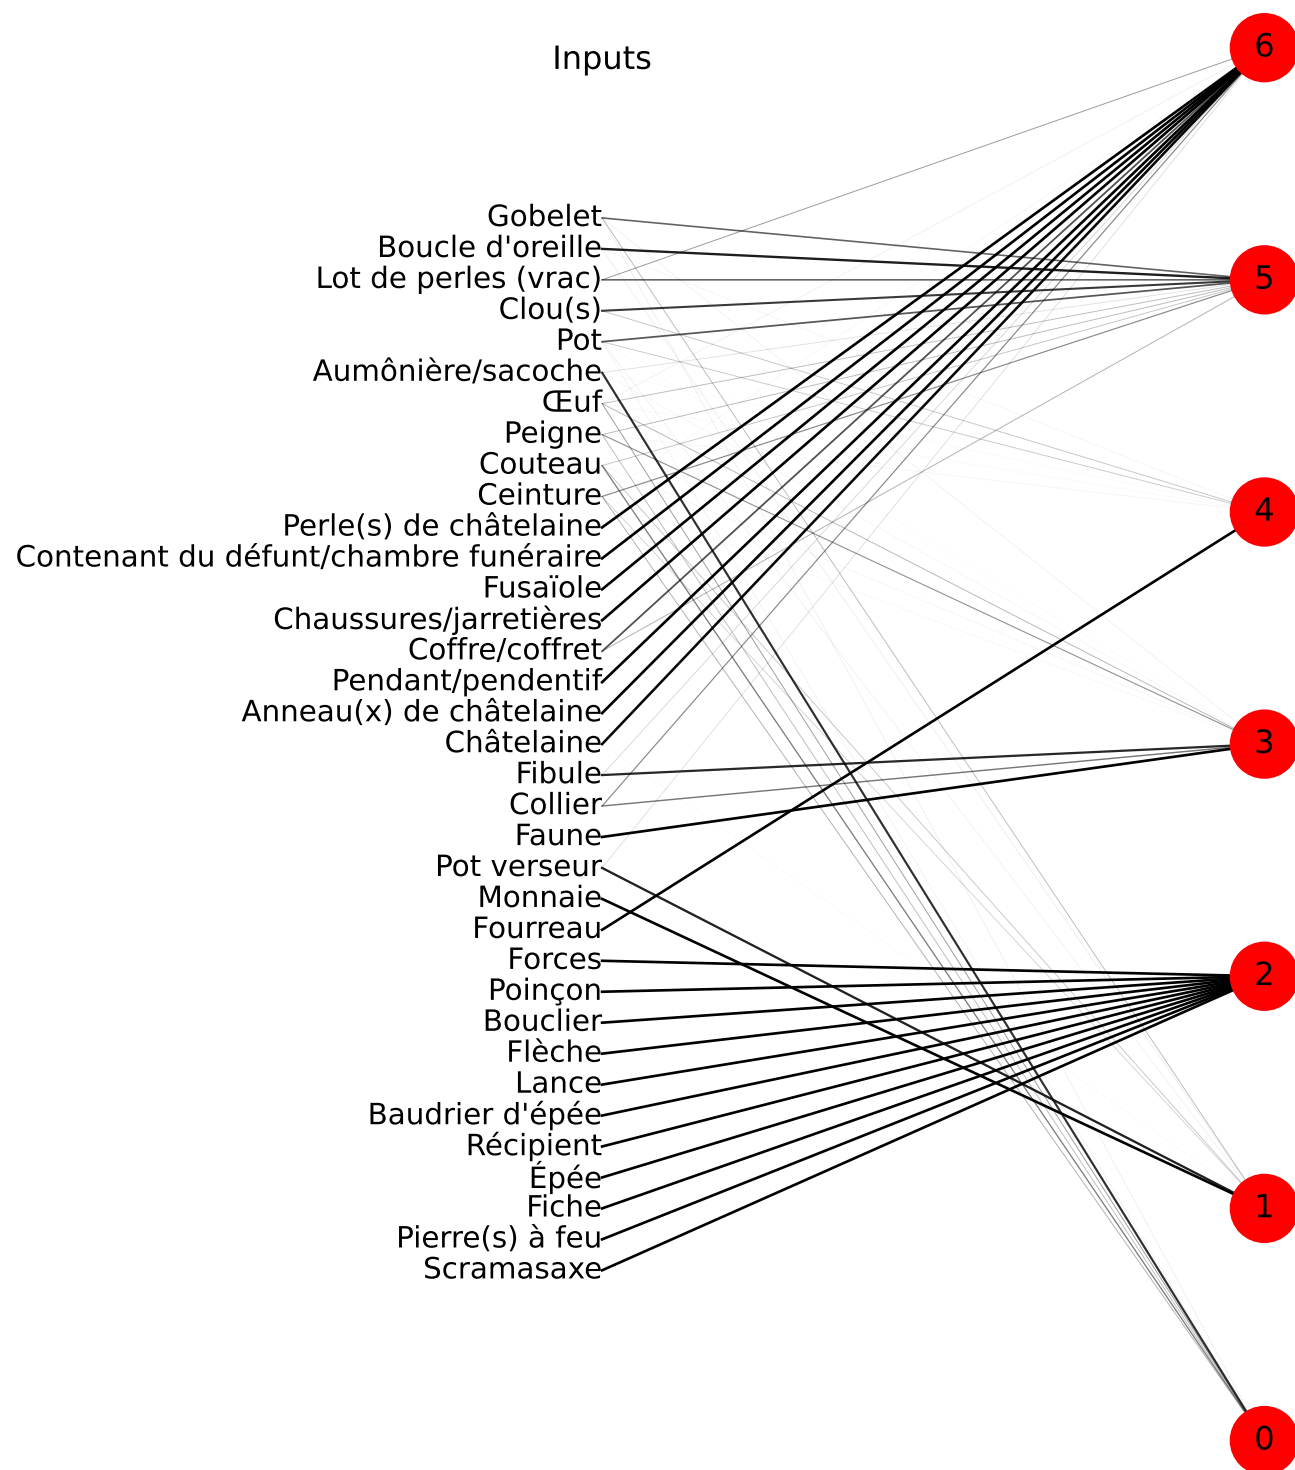 6
Inputs
Gobelet
Boucle d'oreille
5
Lot de perles (vrac)
Clou(s)
Pot
Aumônière/sacoche
Œuf
Peigne
Couteau
Ceinture
4
Perle(s) de châtelaine
Contenant du défunt/chambre funéraire
Fusaïole
Chaussures/jarretières
Coffre/coffret
Pendant/pendentif
Anneau(x) de châtelaine
Châtelaine
3
Fibule
Collier
Faune
Pot verseur
Monnaie
Fourreau
Forces
2
Poinçon
Bouclier
Flèche
Lance
Baudrier d'épée
Récipient
Épée
Fiche
1
Pierre(s) à feu
Scramasaxe
0